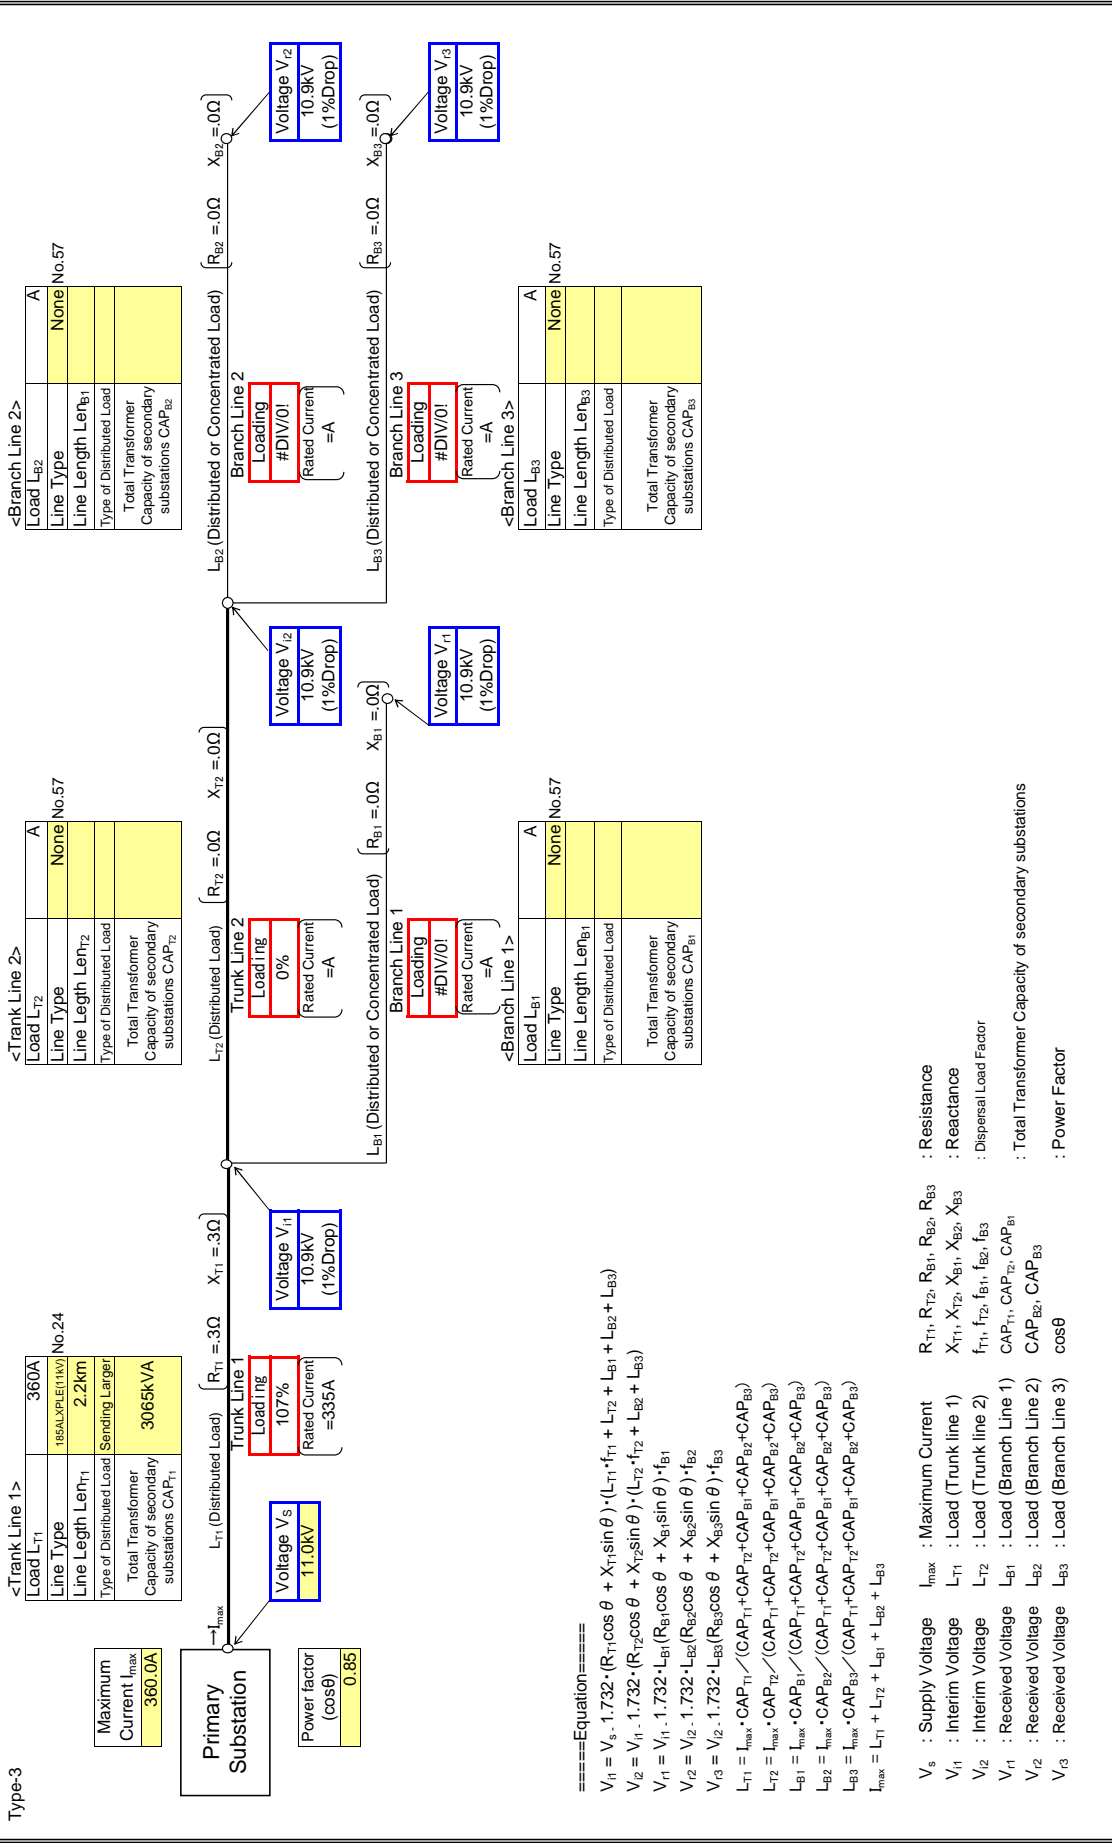 Type-3
Maximum
Current Imax
360.0A
<Trank Line 1>
Load LT1 360A
Line Type 185ALXPLE(11kV) No.24
Line Legth LenT1 2.2km
Type of Distributed Load Sending Larger
Total Transformer
Capacity of secondary
substations CAPT1
3065kVA
<Trank Line 2>
Load LT2 A
Line Type None No.57
Line Length LenT2
Type of Distributed Load
Total Transformer
Capacity of secondary
substations CAPT2
<Branch Line 2>
Load LB2 A
Line Type None No.57
Line Length LenB1
Type of Distributed Load
Total Transformer
Capacity of secondary
substations CAPB2
Primary
Substation
→Imax
LT1 (Distributed Load) RT1 =.3Ω XT1 =.3Ω
LT2 (Distributed Load) RT2 =.0Ω XT2 =.0Ω
LB2 (Distributed or Concentrated Load) RB2 =.0Ω XB2 =.0Ω
Power factor
(cosθ)
0.85
Voltage VS
11.0kV
Trunk Line 1
Loading
107%
Rated Current
=335A
Voltage Vi1
10.9kV
(1%Drop)
Trunk Line 2
Loading
0%
Rated Current
=A
Voltage Vi2
10.9kV
(1%Drop)
Branch Line 2
Loading
#DIV/0!
Rated Current
=A
Voltage Vr2
10.9kV
(1%Drop)
LB1 (Distributed or Concentrated Load) RB1 =.0Ω XB1 =.0Ω
LB3 (Distributed or Concentrated Load) RB3 =.0Ω XB3 =.0Ω
Branch Line 1
Loading
#DIV/0!
Rated Current
=A
Voltage Vr1
10.9kV
(1%Drop)
Branch Line 3
Loading
#DIV/0!
Rated Current
=A
Voltage Vr3
10.9kV
(1%Drop)
<Branch Line 1>
Load LB1 A
Line Type None No.57
Line Length LenB1
Type of Distributed Load
Total Transformer
Capacity of secondary
substations CAPB1
<Branch Line 3>
Load LB3 A
Line Type None No.57
Line Length LenB3
Type of Distributed Load
Total Transformer
Capacity of secondary
substations CAPB3
=====Equation=====
Vi1 = Vs - 1.732・(RT1cos θ + XT1sin θ)・(LT1・fT1 + LT2 + LB1 + LB2 + LB3)
Vi2 = Vi1 - 1.732・(RT2cos θ + XT2sin θ)・(LT2・fT2 + LB2 + LB3)
Vr1 = Vi1 - 1.732・LB1(RB1cos θ + XB1sin θ)・fB1
Vr2 = Vi2 - 1.732・LB2(RB2cos θ + XB2sin θ)・fB2
Vr3 = Vi2 - 1.732・LB3(RB3cos θ + XB3sin θ)・fB3
LT1 = Imax・CAPT1／(CAPT1+CAPT2+CAPB1+CAPB2+CAPB3)
LT2 = Imax・CAPT2／(CAPT1+CAPT2+CAPB1+CAPB2+CAPB3)
LB1 = Imax・CAPB1／(CAPT1+CAPT2+CAPB1+CAPB2+CAPB3)
LB2 = Imax・CAPB2／(CAPT1+CAPT2+CAPB1+CAPB2+CAPB3)
LB3 = Imax・CAPB3／(CAPT1+CAPT2+CAPB1+CAPB2+CAPB3)
Imax = LT1 + LT2 + LB1 + LB2 + LB3
Vs : Supply Voltage Imax : Maximum Current RT1, RT2, RB1, RB2, RB3 : Resistance
Vi1 : Interim Voltage LT1 : Load (Trunk line 1) XT1, XT2, XB1, XB2, XB3 : Reactance
Vi2 : Interim Voltage LT2 : Load (Trunk line 2) fT1, fT2, fB1, fB2, fB3 : Dispersal Load Factor
Vr1 : Received Voltage LB1 : Load (Branch Line 1) CAPT1, CAPT2, CAPB1 : Total Transformer Capacity of secondary substations
Vr2 : Received Voltage LB2 : Load (Branch Line 2) CAPB2, CAPB3
Vr3 : Received Voltage LB3 : Load (Branch Line 3) cosθ : Power Factor